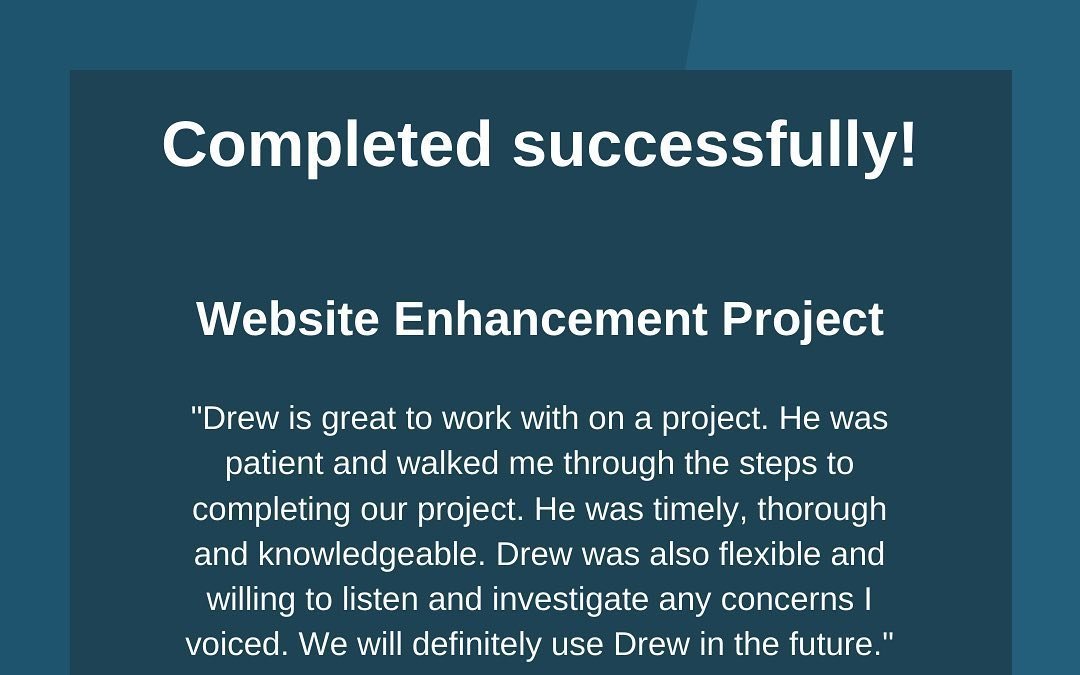 Completed successfully!
Website Enhancement Project
"Drew is great to work with on a project. He was
patient and walked me through the steps to
completing our project. He was timely, thorough
and knowledgeable. Drew was also flexible and
willing to listen and investigate any concerns I
voiced. We will definitely use Drew in the future."